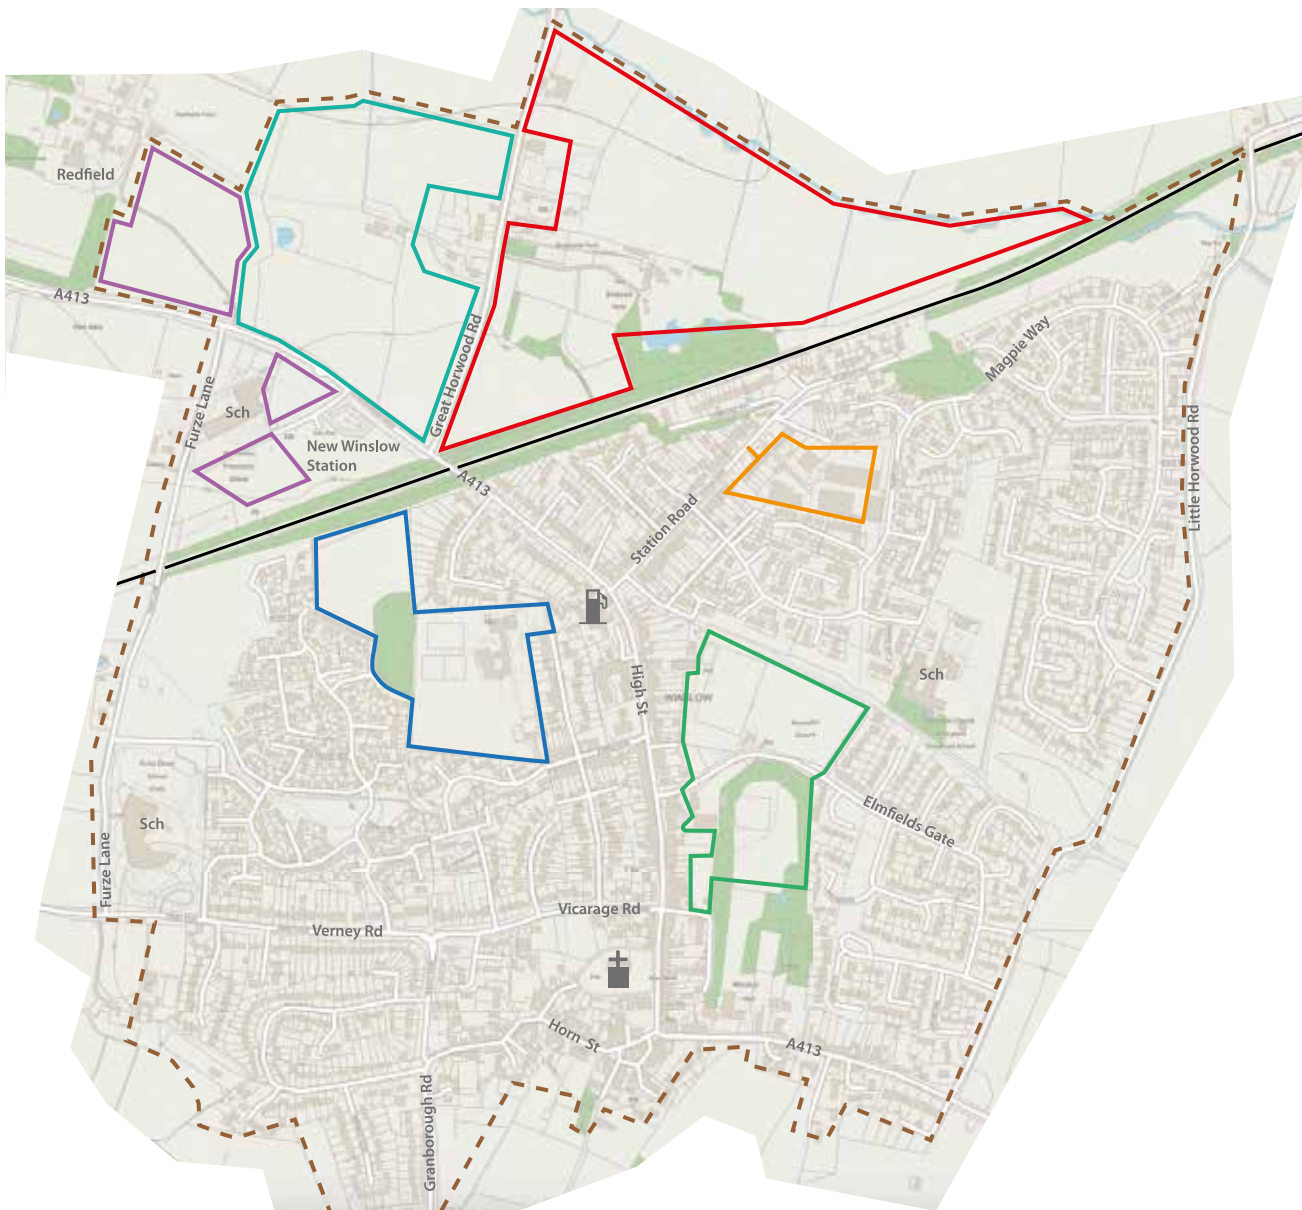 Redfield
A413
Great Horwood Rd
Magpie Way
Furze Lane
Sch
New Winslow
Station
A413
Little Horwood Rd
Station Road
High St
WINSLOW
Sch
Elmfields Gate
Sch
Furze Lane
Vicarage Rd
Verney Rd
Horn St
A413
Granborough Rd